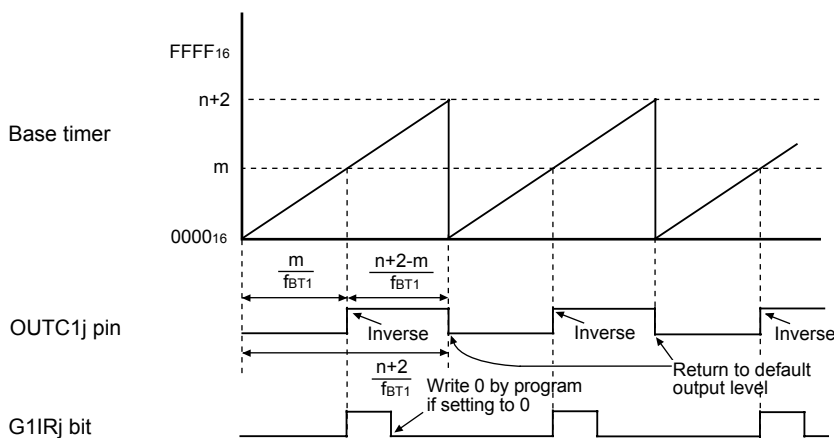 FFFF16
n+2
Base timer
m
000016
m
fBT1
n+2-m
fBT1
OUTC1j pin
Inverse
Inverse
Inverse
n+2
fBT1
Return to default
output level
Write 0 by program
if setting to 0
G1IRj bit